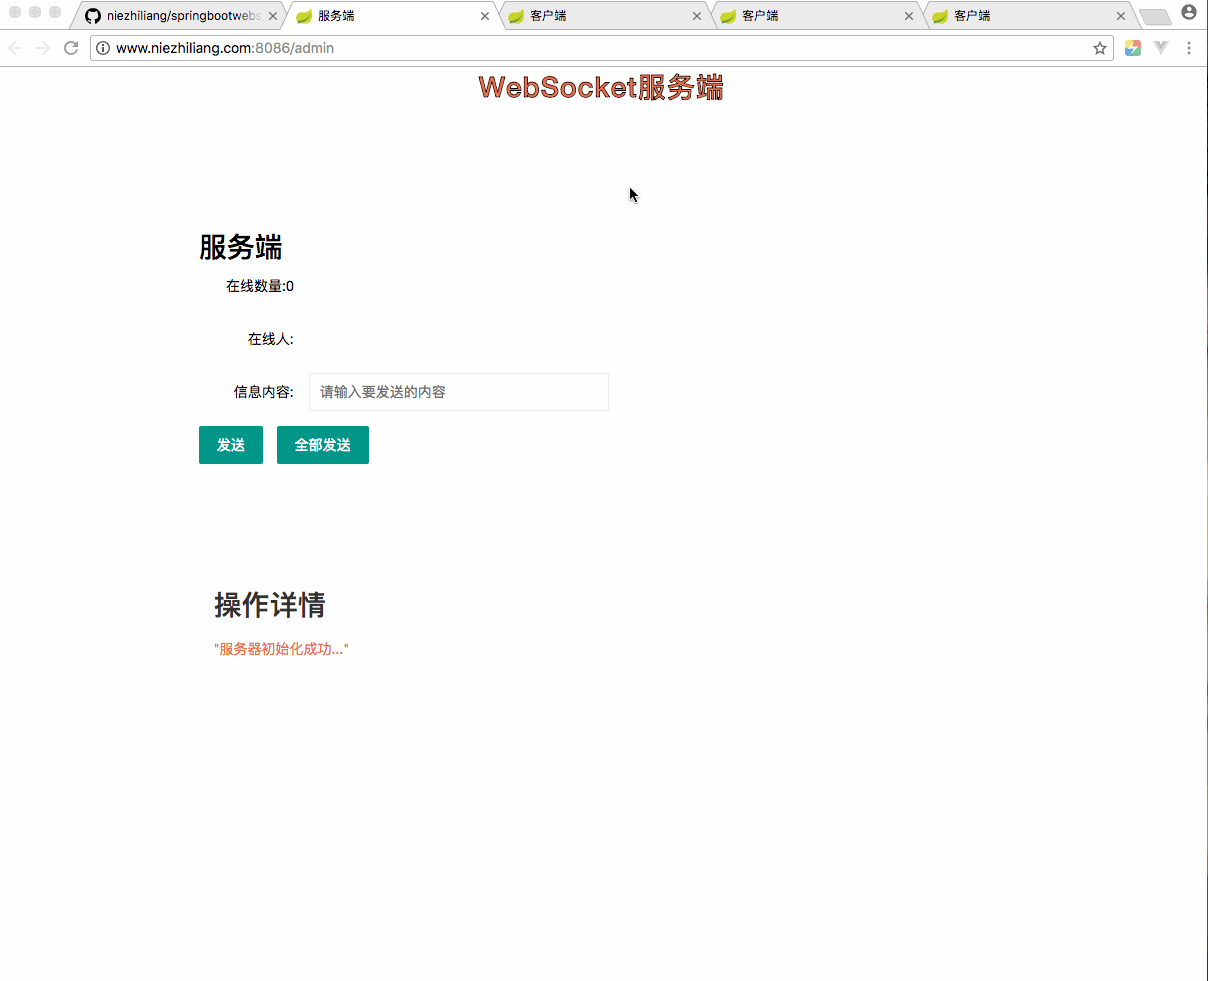 niezhiliang/springbootwebs
服务端
客户端
客户端
客户端
www.niezhiliang.com:8086/admin
WebSocket服务端
服务端
在线数量:0
在线人:
信息内容: 请输入要发送的内容
发送 全部发送
操作详情
"服务器初始化成功..."